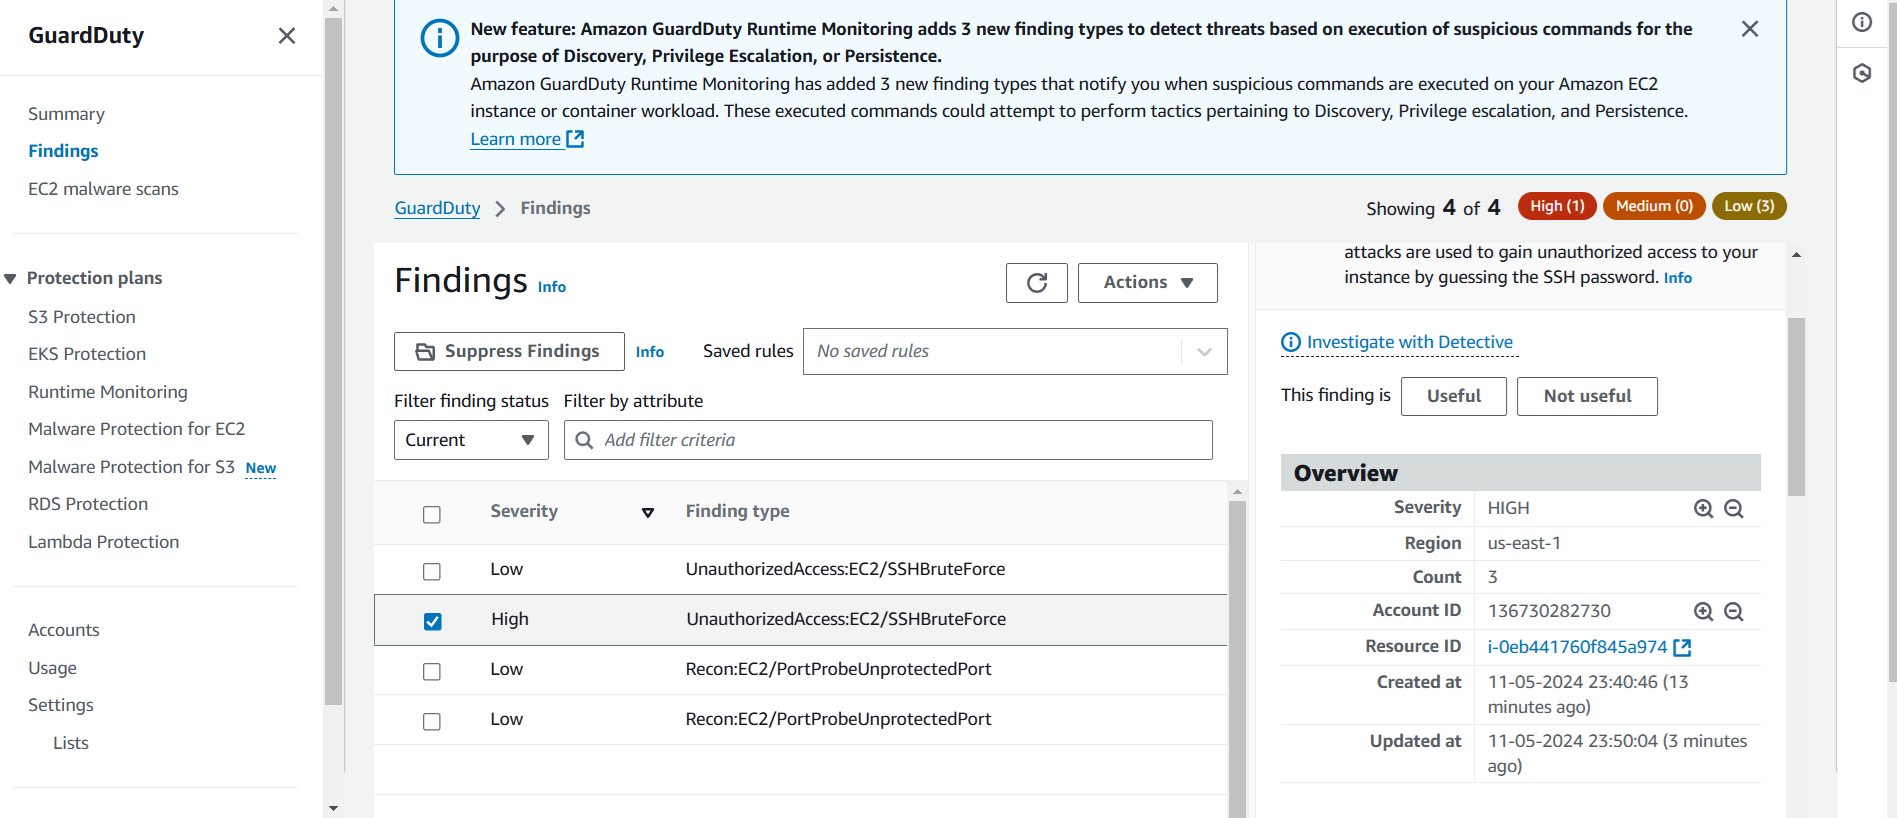 GuardDuty
Summary
Findings
EC2 malware scans
Protection plans
S3 Protection
EKS Protection
Runtime Monitoring
Malware Protection for EC2
Malware Protection for S3 New
RDS Protection
Lambda Protection
Accounts
Usage
Settings
Lists
New feature: Amazon GuardDuty Runtime Monitoring adds 3 new finding types to detect threats based on execution of suspicious commands for the
purpose of Discovery, Privilege Escalation, or Persistence.
Amazon GuardDuty Runtime Monitoring has added 3 new finding types that notify you when suspicious commands are executed on your Amazon EC2
instance or container workload. These executed commands could attempt to perform tactics pertaining to Discovery, Privilege escalation, and Persistence.
Learn more
GuardDuty Findings
Showing 4 of 4 High (1) Medium (0) Low (3)
Findings Info
Actions
Suppress Findings Info Saved rules No saved rules
Filter finding status Filter by attribute
Current Add filter criteria
Severity Finding type
Low UnauthorizedAccess:EC2/SSHBruteForce
High UnauthorizedAccess:EC2/SSHBruteForce
Low Recon:EC2/PortProbeUnprotectedPort
Low Recon:EC2/PortProbeUnprotectedPort
attacks are used to gain unauthorized access to your
instance by guessing the SSH password. Info
Investigate with Detective
This finding is Useful Not useful
Overview
Severity HIGH
Region us-east-1
Count 3
Account ID 136730282730
Resource ID i-0eb441760f845a974
Created at 11-05-2024 23:40:46 (13
minutes ago)
Updated at 11-05-2024 23:50:04 (3 minutes
ago)